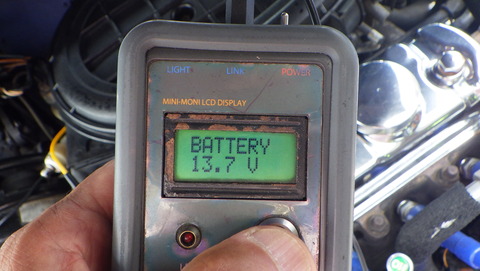 LIGHT LINK POWER
MINI-MONI LCD DISPLAY
BATTERY
13.7 V